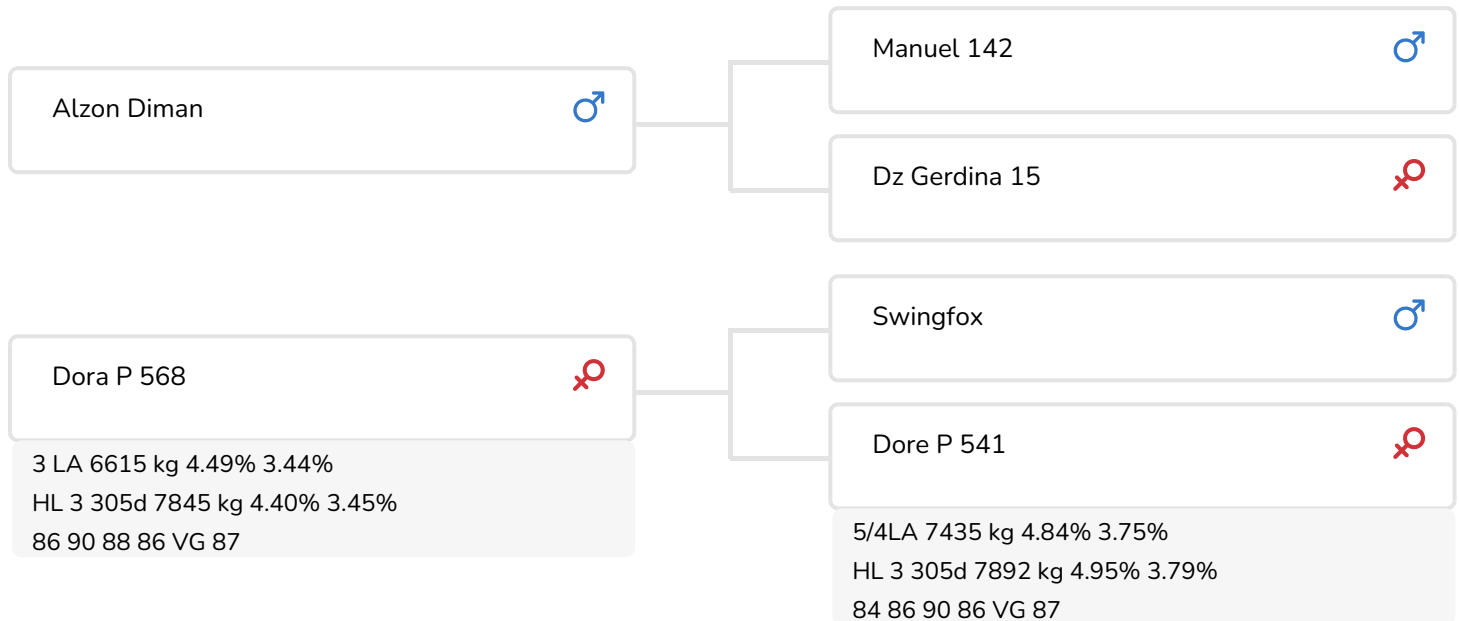 Alzon Diman
Manuel 142
Dz Gerdina 15
Dora P 568
3 LA 6615 kg 4.49% 3.44%
HL 3 305d 7845 kg 4.40% 3.45%
86 90 88 86 VG 87
Swingfox
Dore P 541
5/4LA 7435 kg 4.84% 3.75%
HL 3 305d 7892 kg 4.95% 3.79%
84 86 90 86 VG 87